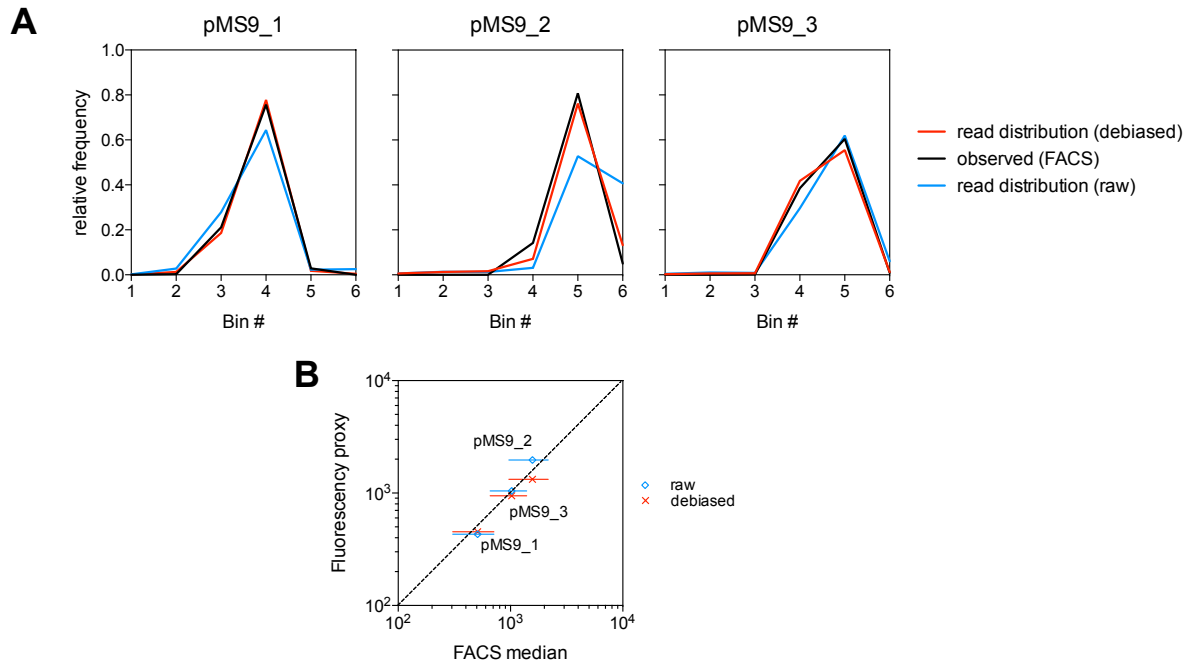 A
pMS9_1
pMS9_2
pMS9_3
relative frequency
1.0
0.8
0.6
0.4
0.2
0.0
1 2 3 4 5 6
1 2 3 4 5 6
1 2 3 4 5 6
Bin #
Bin #
Bin #
read distribution (debiased)
observed (FACS)
read distribution (raw)
B
Fluorescency proxy
10⁴
10³
10²
pMS9_2
pMS9_3
pMS9_1
10² 10³ 10⁴
FACS median
raw
debiased